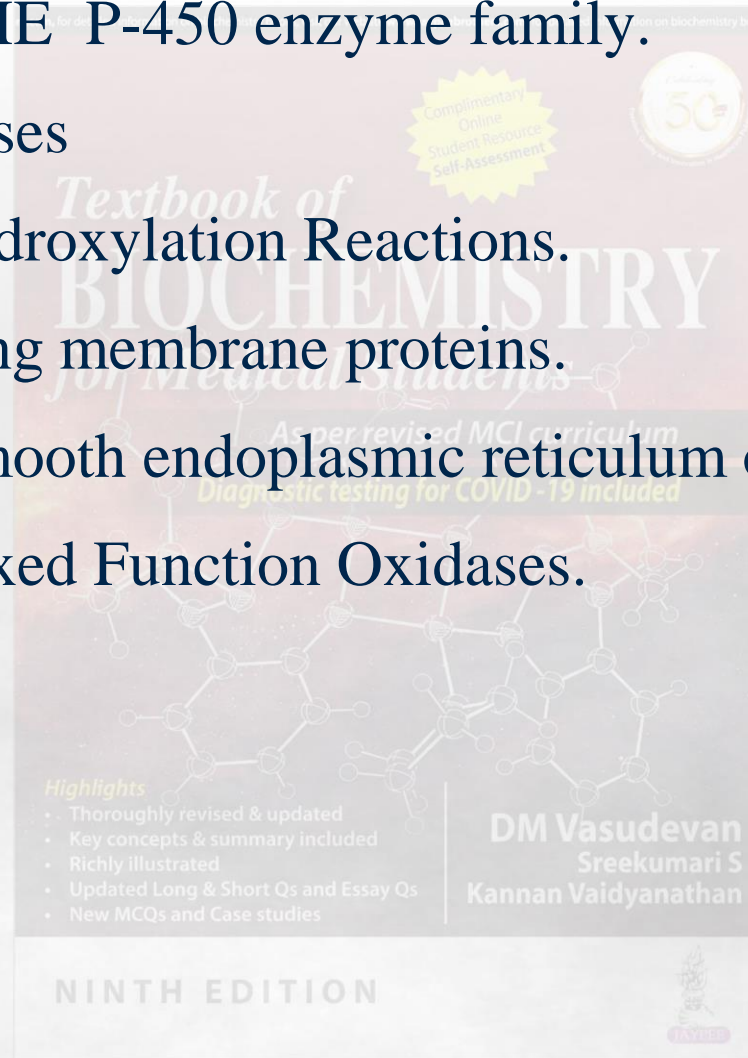 IE P-450 enzyme family.
ses
Complimentary
Online
Student Resource
Self-Assessment
50
Textbook of
droxylation Reactions.
BIOCHEMISTRY
ng membrane proteins.
for Medical Students
As per revised MCI curriculum
nooth endoplasmic reticulum
Diagnostic testing for COVID -19 included
xed Function Oxidases.
Highlights
• Thoroughly revised & updated
• Key concepts & summary included
• Richly illustrated
• Updated Long & Short Qs and Essay Qs
• New MCQs and Case studies
DM Vasudevan
Sreekumari S
Kannan Vaidyanathan
NINTH EDITION
JAYPEE